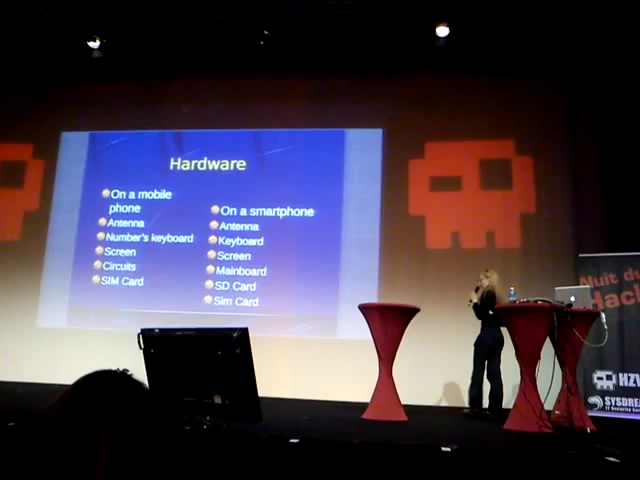 Hardware
On a mobile
phone
Antenna
Number's keyboard
Screen
Circuits
SIM Card
On a smartphone
Antenna
Keyboard
Screen
Mainboard
SD Card
Sim Card
Nuit du
Hack
HZV
SYSDREA